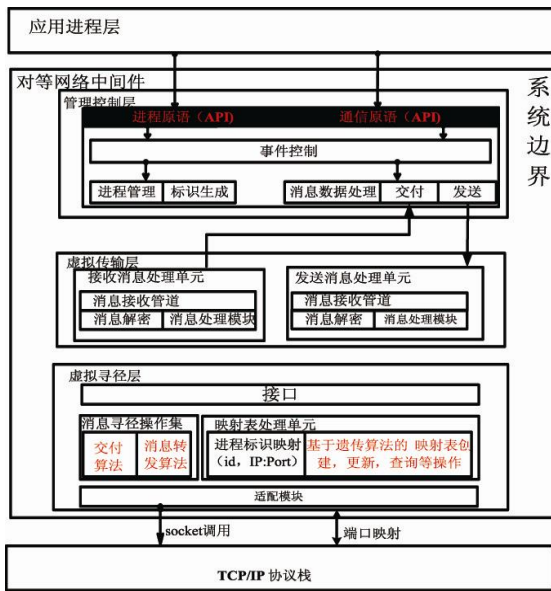 应用进程层
对等网络中间件
系统边界
管理控制层
进程原语（API）
通信原语（API）
事件控制
进程管理
标识生成
消息数据处理
交付
发送
虚拟传输层
接收消息处理单元
消息接收管道
消息解密
消息处理模块
发送消息处理单元
消息接收管道
消息解密
消息处理模块
虚拟寻径层
接口
消息寻径操作集
交付
算法
消息转
发算法
映射表处理单元
进程标识映射
（id，IP:Port）
基于遗传算法的 映射表创
建，更新，查询等操作
适配模块
socket调用
端口映射
TCP/IP 协议栈